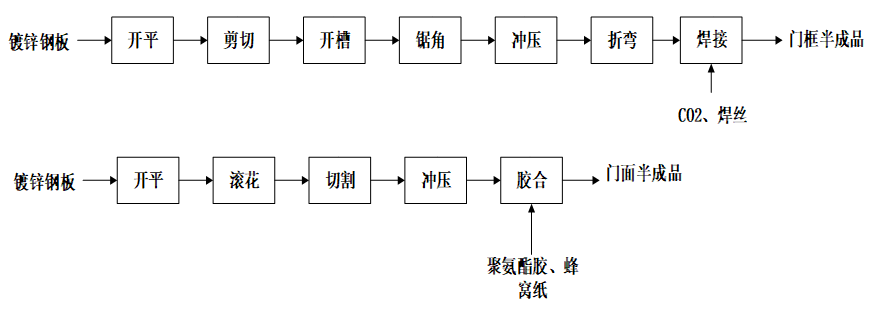 镀锌钢板 开平 剪切 开槽 锯角 冲压 折弯 焊接 门框半成品
CO2、焊丝
镀锌钢板 开平 滚花 切割 冲压 胶合 门面半成品
聚氨酯胶、蜂
窝纸